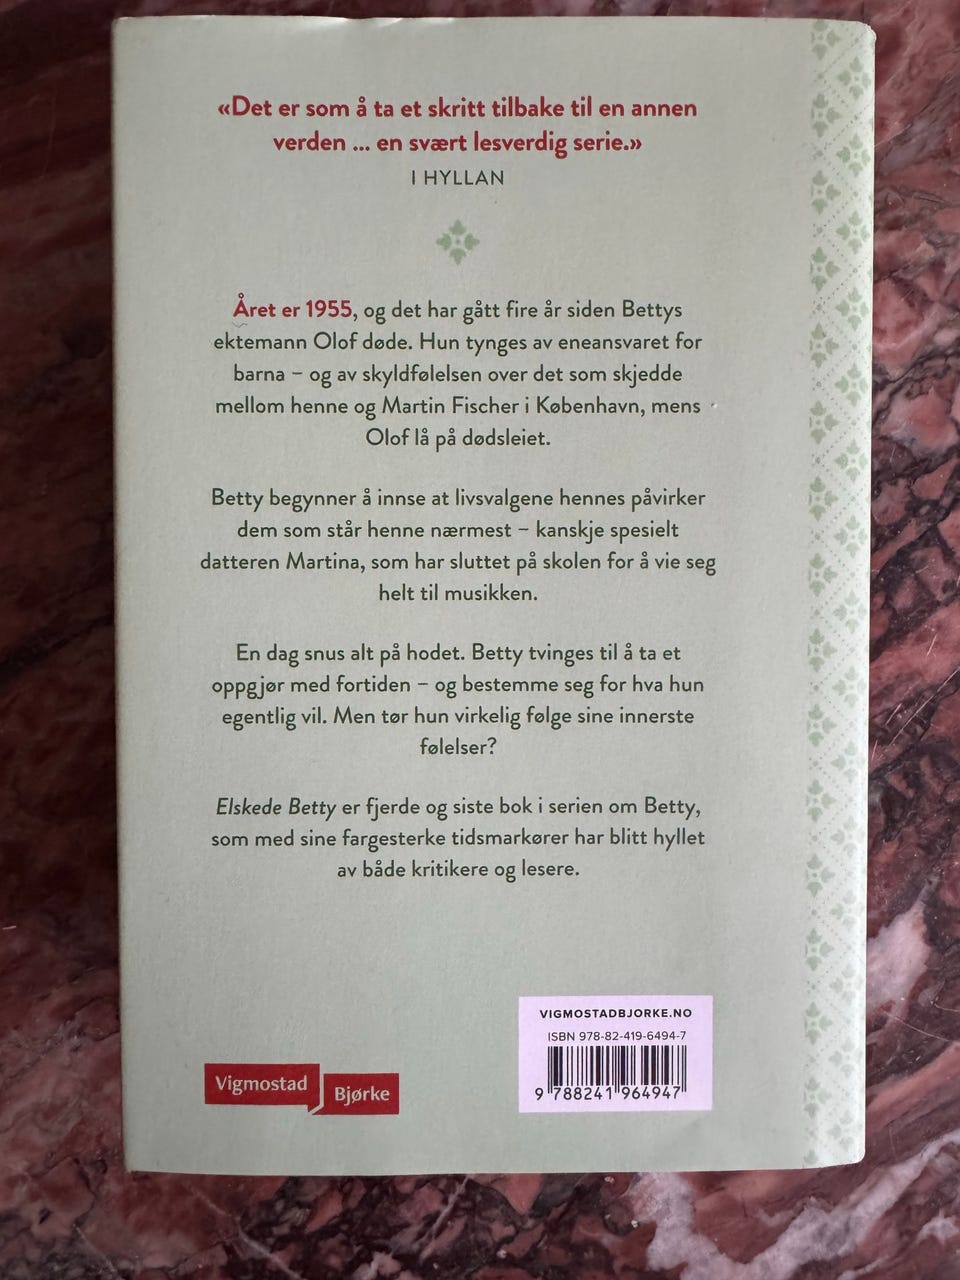 «Det er som å ta et skritt tilbake til en annen
verden ... en svært lesverdig serie.»
I HYLLAN
Året er 1955, og det har gått fire år siden Bettys
ektemann Olof døde. Hun tynges av eneansvaret for
barna – og av skyldfølelsen over det som skjedde
mellom henne og Martin Fischer i København, mens
Olof lå på dødsleiet.
Betty begynner å innse at livsvalgene hennes påvirker
dem som står henne nærmest – kanskje spesielt
datteren Martina, som har sluttet på skolen for å vie seg
helt til musikken.
En dag snus alt på hodet. Betty tvinges til å ta et
oppgjør med fortiden – og bestemme seg for hva hun
egentlig vil. Men tør hun virkelig følge sine innerste
følelser?
Elskede Betty er fjerde og siste bok i serien om Betty,
som med sine fargesterke tidsmarkører har blitt hyllet
av både kritikere og lesere.
VIGMOSTADBJORKE.NO
ISBN 978-82-419-6494-7
9 788241 964947
Vigmostad
Bjørke